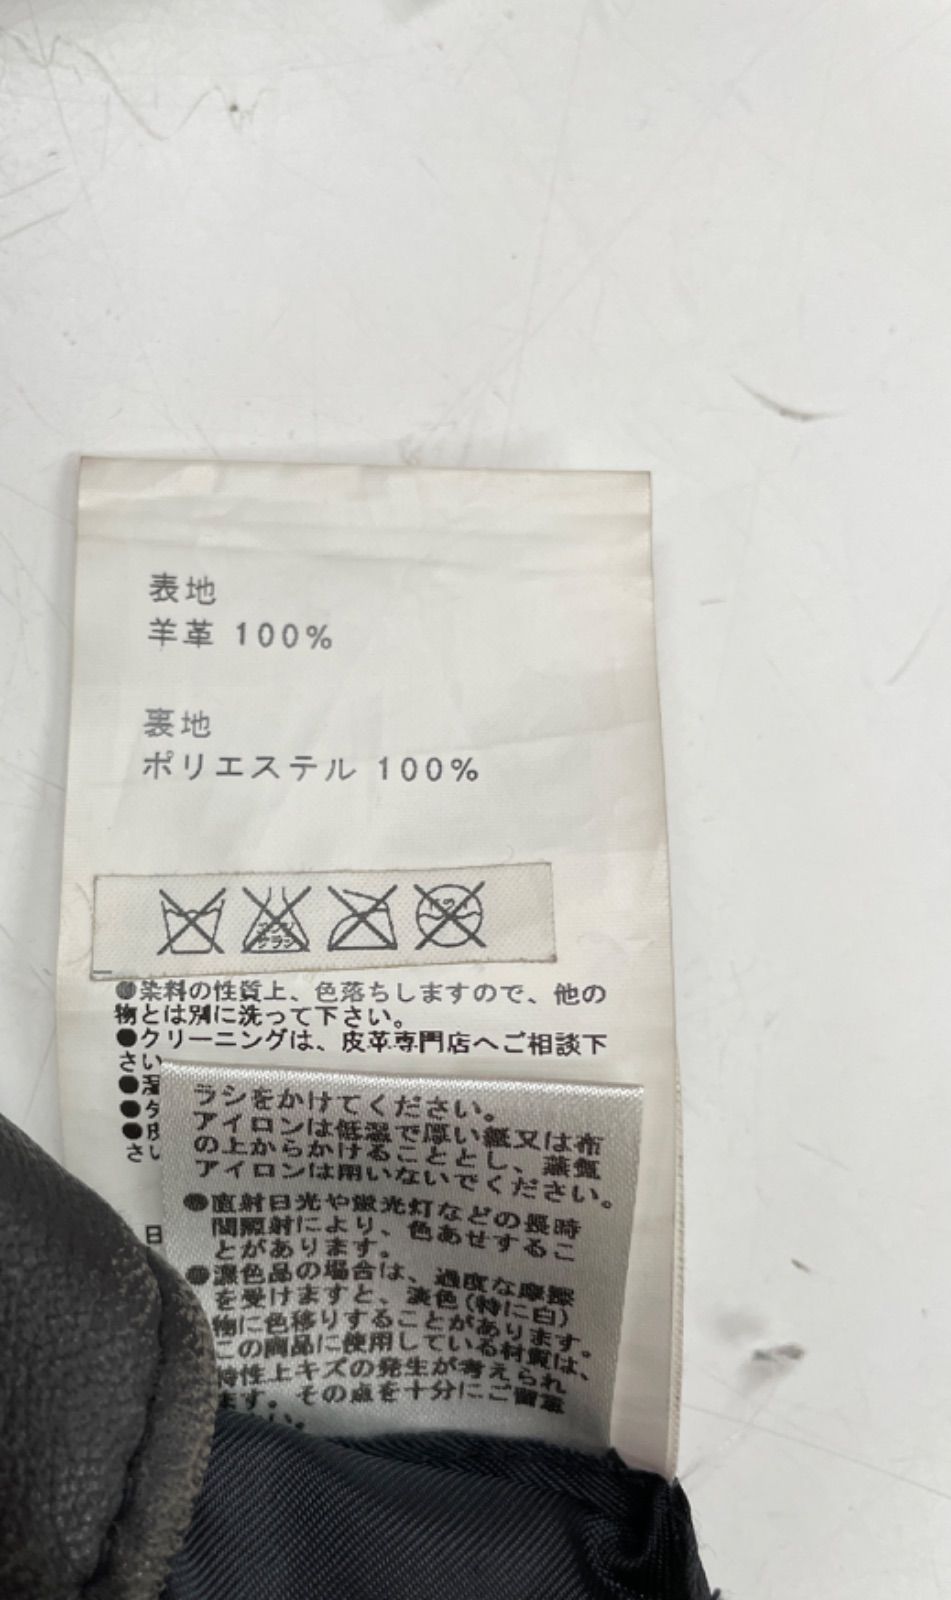 表地
羊革 100%
裏地
ポリエステル 100%
●染料の性質上、色落ちしますので、他の
物とは別に洗って下さい。
●クリーニングは、皮革専門店へご相談下
さい
ラシをかけてください。
アイロンは低温で厚い紙又は布
の上からかけることとし、蒸気
アイロンは用いないでください。
●直射日光や蛍光灯などの長時
間照射により、色あせするこ
とがあります。
●濃色品の場合は、過度な摩擦
を受けますと、淡色(特に白)
物に色移りすることがあります。
この商品に使用している材質は、
特性上キズの発生が考えられ
ます。その点を十分にご留意